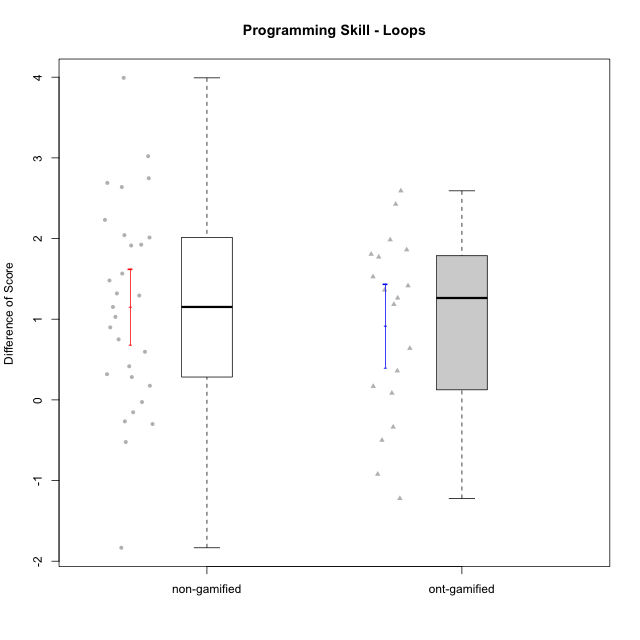 Programming Skill - Loops
Difference of Score
4
3
2
1
0
-1
-2
non-gamified
ont-gamified